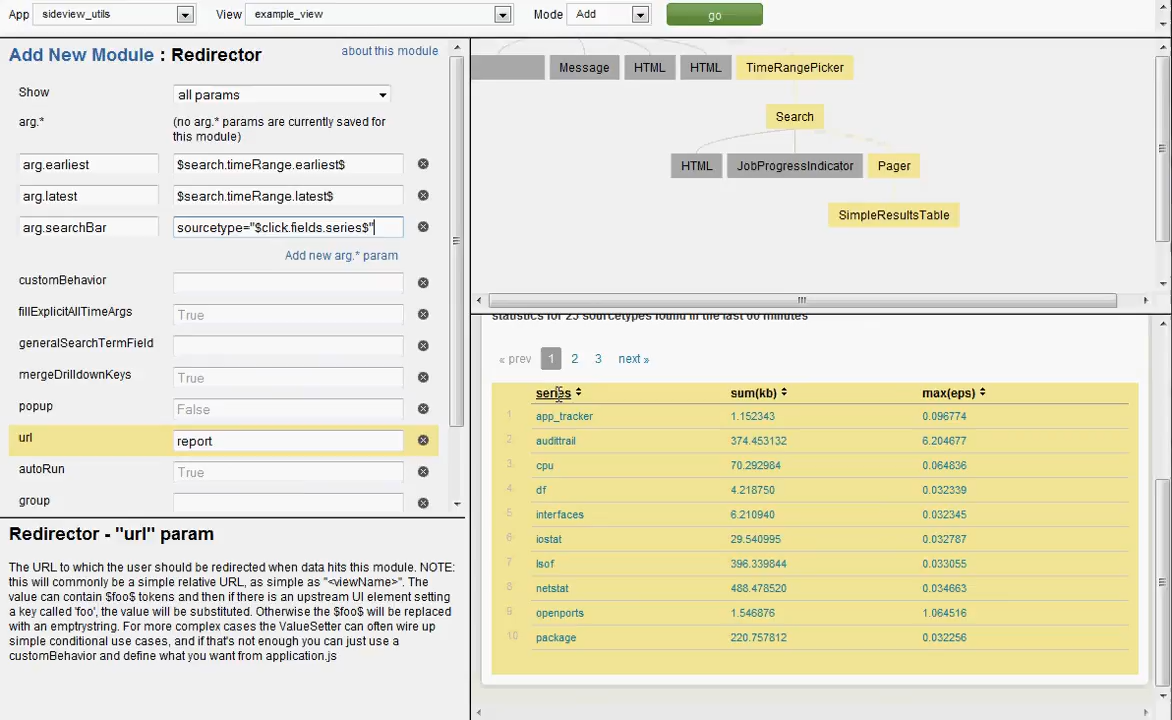 App sideview_utils View example_view Mode Add go
Add New Module : Redirector about this module
Show all params
arg.* (no arg.* params are currently saved for
this module)
arg.earliest $search.timeRange.earliest$
arg.latest $search.timeRange.latest$
arg.searchBar sourcetype="$click.fields.series$"
Add new arg.* param
customBehavior
fillExplicitAllTimeArgs True
generalSearchTermField
mergeDrilldownKeys True
popup False
url report
autoRun True
group
Redirector - "url" param
The URL to which the user should be redirected when data hits this module. NOTE:
this will commonly be a simple relative URL, as simple as "<viewName>". The
value can contain $foo$ tokens and then if there is an upstream UI element setting
a key called 'foo', the value will be substituted. Otherwise the $foo$ will be replaced
with an emptrystring. For more complex cases the ValueSetter can often wire up
simple conditional use cases, and if that's not enough you can just use a
customBehavior and define what you want from application.js
Message HTML HTML TimeRangePicker
Search
HTML JobProgressIndicator Pager
SimpleResultsTable
statistics for 25 sourcetypes found in the last 60 minutes
« prev 1 2 3 next »
series sum(kb) max(eps)
1 app_tracker 1.152343 0.096774
2 audittrail 374.453132 6.204677
3 cpu 70.292984 0.064836
4 df 4.218750 0.032339
5 interfaces 6.210940 0.032345
6 iostat 29.540995 0.032787
7 lsof 396.339844 0.033055
8 netstat 488.478520 0.034663
9 openports 1.546876 1.064516
10 package 220.757812 0.032256